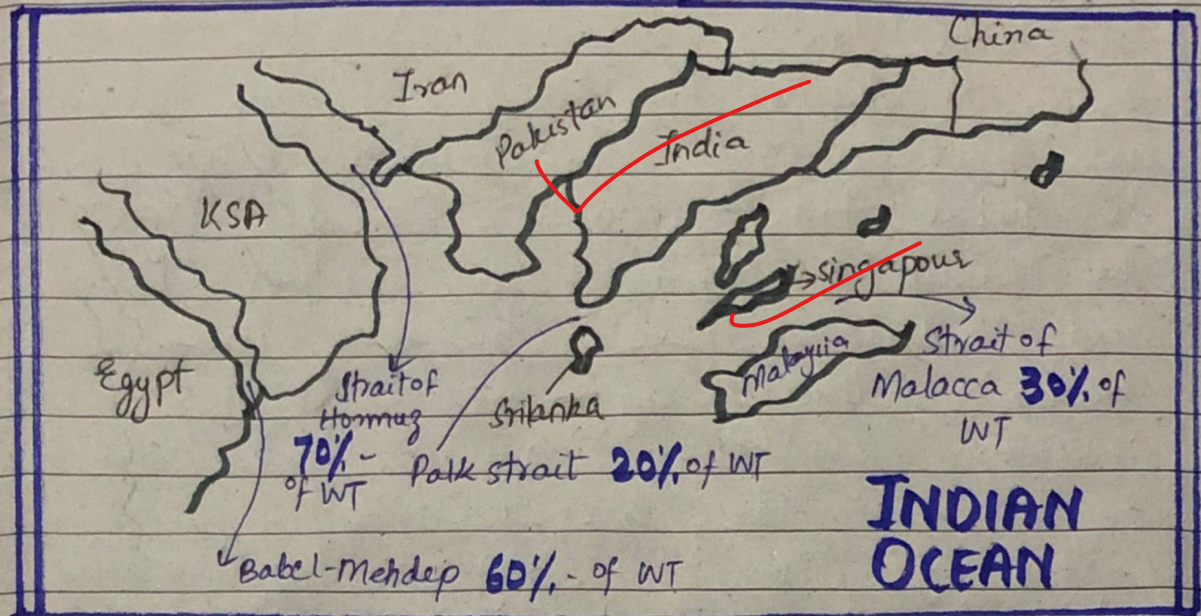 China
Iran
Pakistan
India
KSA
→singapour
Egypt
Strait of
Hormuz
70%-
of WT
Srilanka
Malaycia
Strait of
Malacca 30% of
WT
Palk strait 20% of WT
Babel-Mehdep 60%- of WT
INDIAN
OCEAN